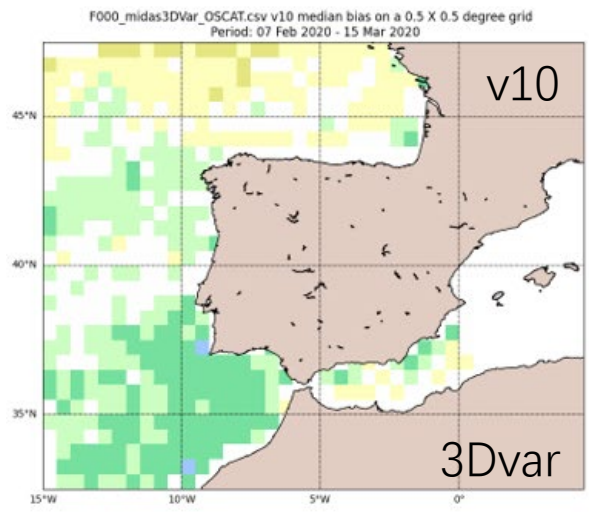 F000_midas3DVar_OSCAT.csv v10 median bias on a 0.5 X 0.5 degree grid
Period: 07 Feb 2020 - 15 Mar 2020
v10
45°N
40°N
35°N
3Dvar
15°W 10°W 5°W 0°